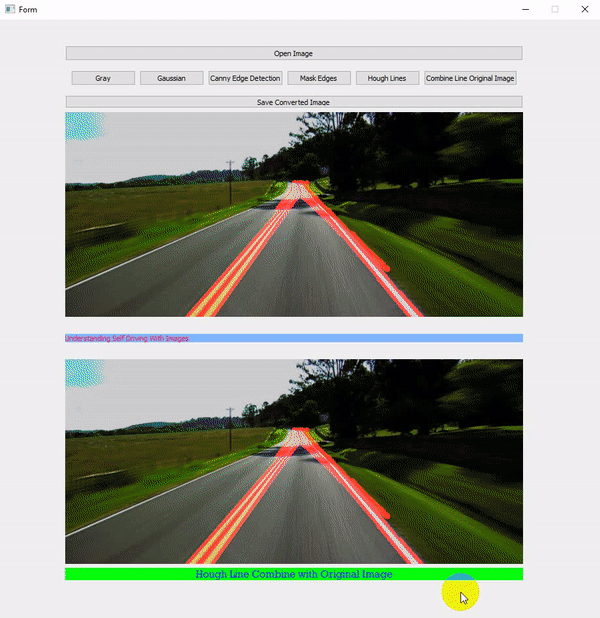 Form
Open Image
Gray Gaussian Canny Edge Detection Mask Edges Hough Lines Combine Line Original Image
Save Converted Image
Understanding Self Driving With Images
Hough Line Combine with Original Image